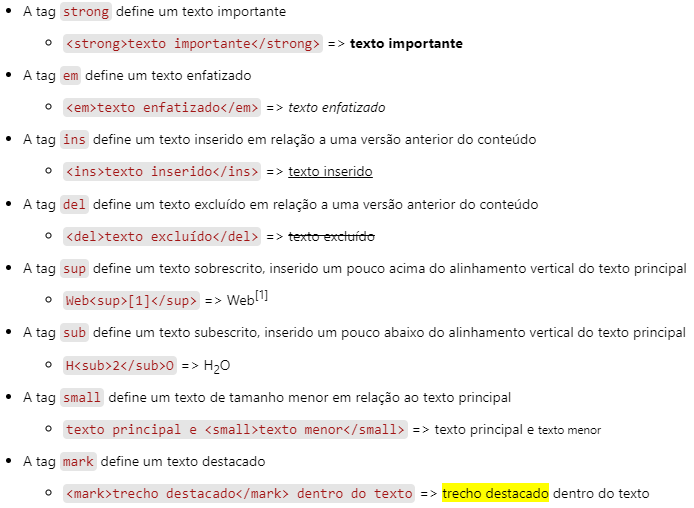 A tag strong define um texto importante
<strong>texto importante</strong> => texto importante
A tag em define um texto enfatizado
<em>texto enfatizado</em> => texto enfatizado
A tag ins define um texto inserido em relação a uma versão anterior do conteúdo
<ins>texto inserido</ins> => texto inserido
A tag del define um texto excluído em relação a uma versão anterior do conteúdo
<del>texto excluído</del> => texto excluído
A tag sup define um texto sobrescrito, inserido um pouco acima do alinhamento vertical do texto principal
Web<sup>[1]</sup> => Web[1]
A tag sub define um texto subescrito, inserido um pouco abaixo do alinhamento vertical do texto principal
H<sub>2</sub>O => H2O
A tag small define um texto de tamanho menor em relação ao texto principal
texto principal e <small>texto menor</small> => texto principal e texto menor
A tag mark define um texto destacado
<mark>trecho destacado</mark> dentro do texto => trecho destacado dentro do texto